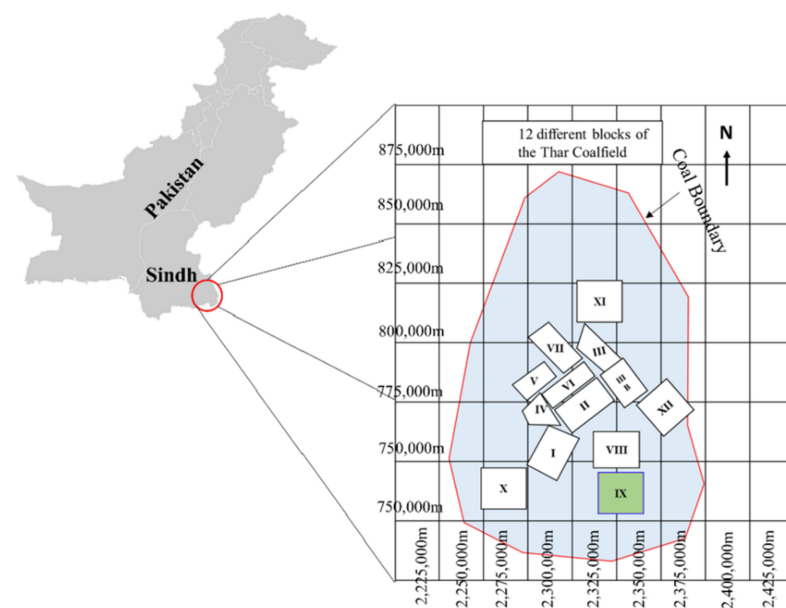 Pakistan
Sindh
12 different blocks of
the Thar Coalfield
N
Coal Boundary
875,000m
850,000m
825,000m
800,000m
775,000m
750,000m
750,000m
XI
VII
III
V
VI
III
B
IV
II
XII
I
VIII
X
IX
2,225,000m
2,250,000m
2,275,000m
2,300,000m
2,325,000m
2,350,000m
2,375,000m
2,400,000m
2,425,000m